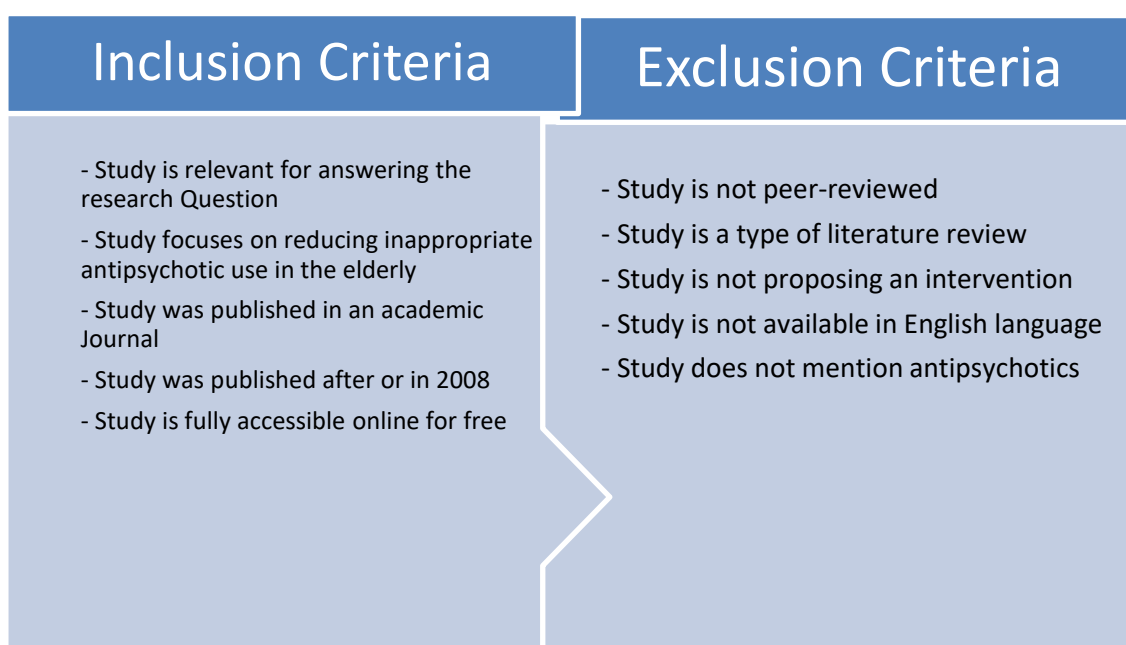 Inclusion Criteria
- Study is relevant for answering the
research Question
- Study focuses on reducing inappropriate
antipsychotic use in the elderly
- Study was published in an academic
Journal
- Study was published after or in 2008
- Study is fully accessible online for free
Exclusion Criteria
- Study is not peer-reviewed
- Study is a type of literature review
- Study is not proposing an intervention
- Study is not available in English language
- Study does not mention antipsychotics